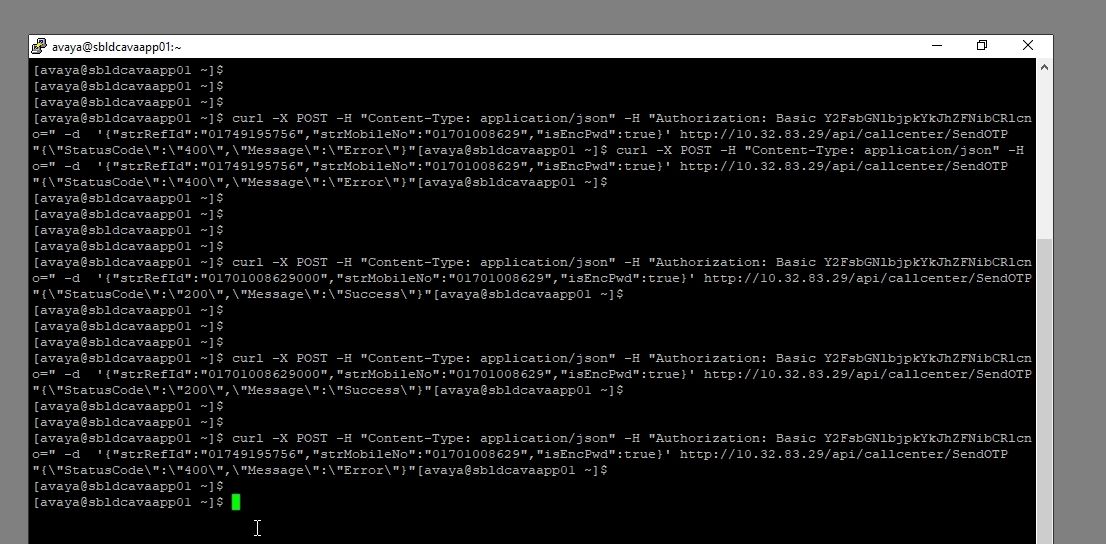 avaya@sbldcavaapp01:~
[avaya@sbldcavaapp01 ~]$
[avaya@sbldcavaapp01 ~]$
[avaya@sbldcavaapp01 ~]$
[avaya@sbldcavaapp01 ~]$ curl -X POST -H "Content-Type: application/json" -H "Authorization: Basic Y2FsbGNlbjpkYkJhZFNibCRlcn
o=" -d  '{"strRefId":"01749195756","strMobileNo":"01701008629","isEncPwd":true}' http://10.32.83.29/api/callcenter/SendOTP
"{\"StatusCode\":\"400\",\"Message\":\"Error\"}"[avaya@sbldcavaapp01 ~]$ curl -X POST -H "Content-Type: application/json" -H
o=" -d  '{"strRefId":"01749195756","strMobileNo":"01701008629","isEncPwd":true}' http://10.32.83.29/api/callcenter/SendOTP
"{\"StatusCode\":\"400\",\"Message\":\"Error\"}"[avaya@sbldcavaapp01 ~]$
[avaya@sbldcavaapp01 ~]$
[avaya@sbldcavaapp01 ~]$
[avaya@sbldcavaapp01 ~]$
[avaya@sbldcavaapp01 ~]$
[avaya@sbldcavaapp01 ~]$ curl -X POST -H "Content-Type: application/json" -H "Authorization: Basic Y2FsbGNlbjpkYkJhZFNibCRlcn
o=" -d  '{"strRefId":"01701008629000","strMobileNo":"01701008629","isEncPwd":true}' http://10.32.83.29/api/callcenter/SendOTP
"{\"StatusCode\":\"200\",\"Message\":\"Success\"}"[avaya@sbldcavaapp01 ~]$
[avaya@sbldcavaapp01 ~]$
[avaya@sbldcavaapp01 ~]$
[avaya@sbldcavaapp01 ~]$
[avaya@sbldcavaapp01 ~]$ curl -X POST -H "Content-Type: application/json" -H "Authorization: Basic Y2FsbGNlbjpkYkJhZFNibCRlcn
o=" -d  '{"strRefId":"01701008629000","strMobileNo":"01701008629","isEncPwd":true}' http://10.32.83.29/api/callcenter/SendOTP
"{\"StatusCode\":\"200\",\"Message\":\"Success\"}"[avaya@sbldcavaapp01 ~]$
[avaya@sbldcavaapp01 ~]$
[avaya@sbldcavaapp01 ~]$
[avaya@sbldcavaapp01 ~]$ curl -X POST -H "Content-Type: application/json" -H "Authorization: Basic Y2FsbGNlbjpkYkJhZFNibCRlcn
o=" -d  '{"strRefId":"01749195756","strMobileNo":"01701008629","isEncPwd":true}' http://10.32.83.29/api/callcenter/SendOTP
"{\"StatusCode\":\"400\",\"Message\":\"Error\"}"[avaya@sbldcavaapp01 ~]$
[avaya@sbldcavaapp01 ~]$
[avaya@sbldcavaapp01 ~]$